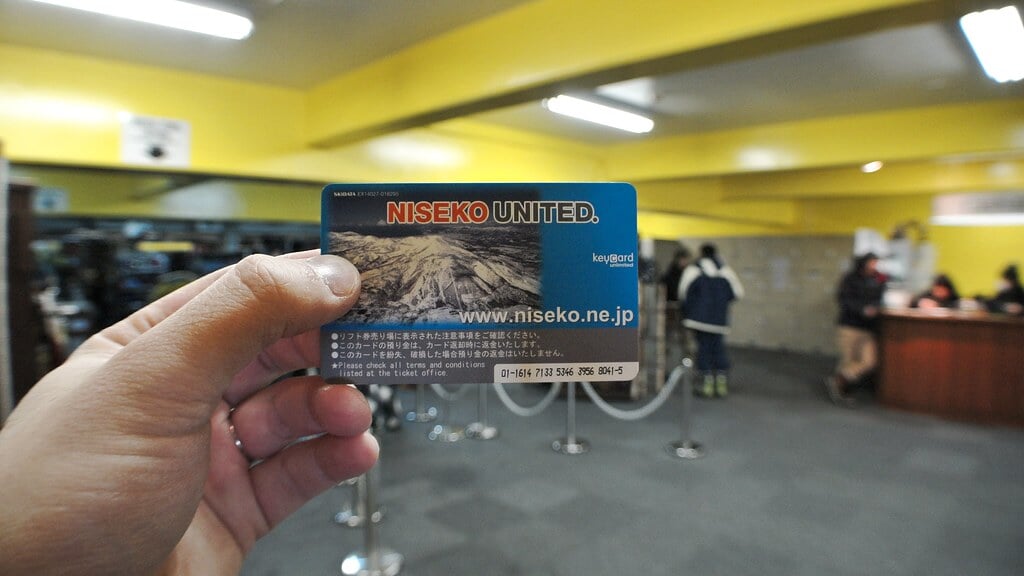 SKIDATA EX14027-018295
NISEKO UNITED.
keycard
unlimited
www.niseko.ne.jp
●リフト券売り場に表示された注意事項をご確認ください。
●このカードの預り金は、カード返却時に返金いたします。
●このカードを紛失、破損した場合預り金の返金はいたしません。
★Please check all terms and conditions
listed at the ticket office
01-1614 7133 5346 3956 8041-5